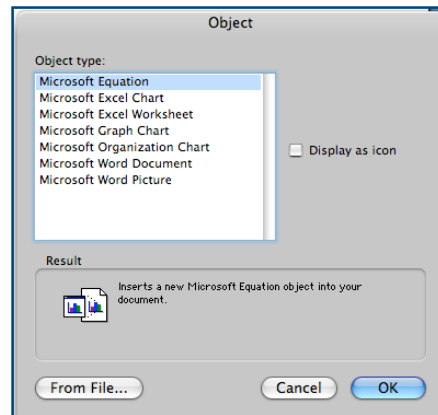 Object
Object type:
Microsoft Equation
Microsoft Excel Chart
Microsoft Excel Worksheet
Microsoft Graph Chart
Microsoft Organization Chart
Microsoft Word Document
Microsoft Word Picture
Display as icon
Result
Inserts a new Microsoft Equation object into your
document.
From File...
Cancel
OK